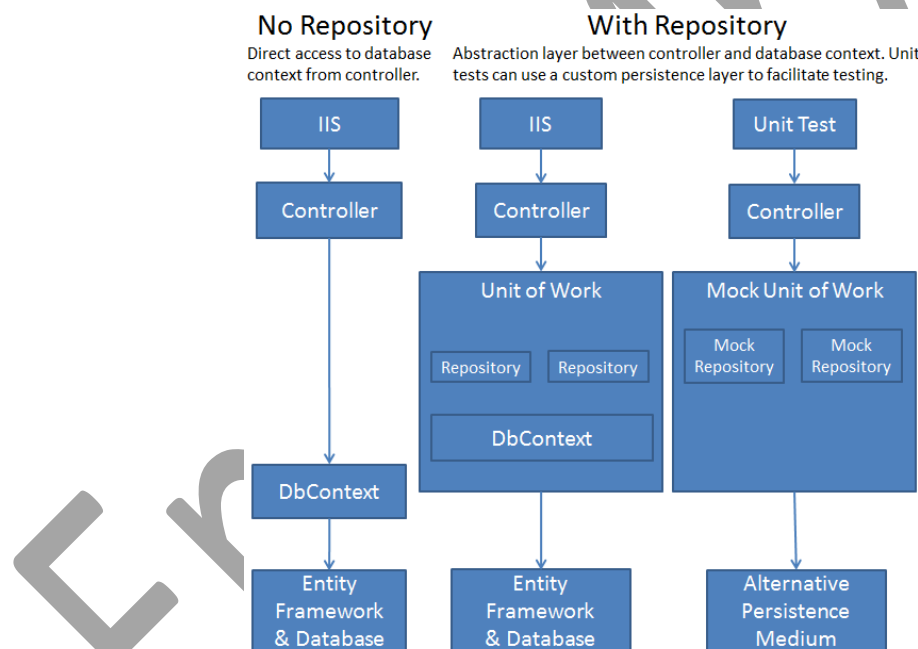 No Repository
Direct access to database
context from controller.
With Repository
Abstraction layer between controller and database context. Unit
tests can use a custom persistence layer to facilitate testing.
IIS
Controller
DbContext
Entity
Framework
& Database
IIS
Controller
Unit of Work
Repository
Repository
DbContext
Entity
Framework
& Database
Unit Test
Controller
Mock Unit of Work
Mock
Repository
Mock
Repository
Alternative
Persistence
Medium